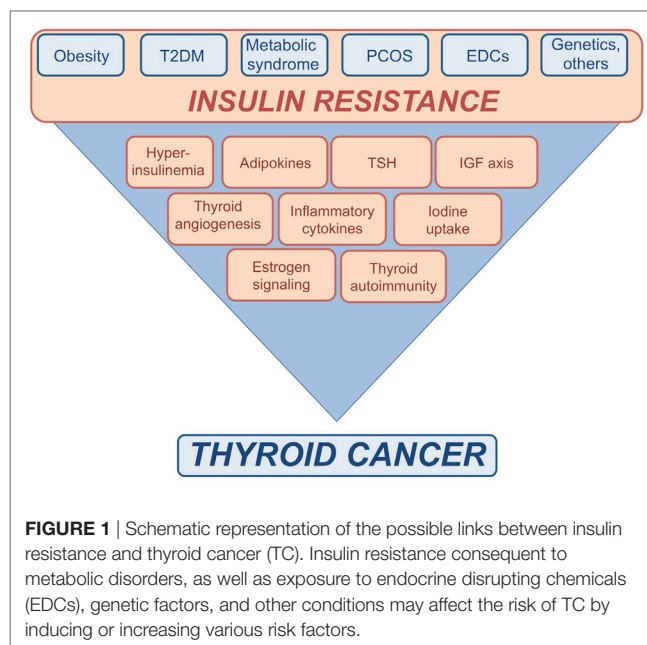 Obesity
T2DM
Metabolic
syndrome
PCOS
EDCs
Genetics,
others
INSULIN RESISTANCE
Hyper-
insulinemia
Adipokines
TSH
IGF axis
Thyroid
angiogenesis
Inflammatory
cytokines
Iodine
uptake
Estrogen
signaling
Thyroid
autoimmunity
THYROID CANCER
FIGURE 1 | Schematic representation of the possible links between insulin
resistance and thyroid cancer (TC). Insulin resistance consequent to
metabolic disorders, as well as exposure to endocrine disrupting chemicals
(EDCs), genetic factors, and other conditions may affect the risk of TC by
inducing or increasing various risk factors.